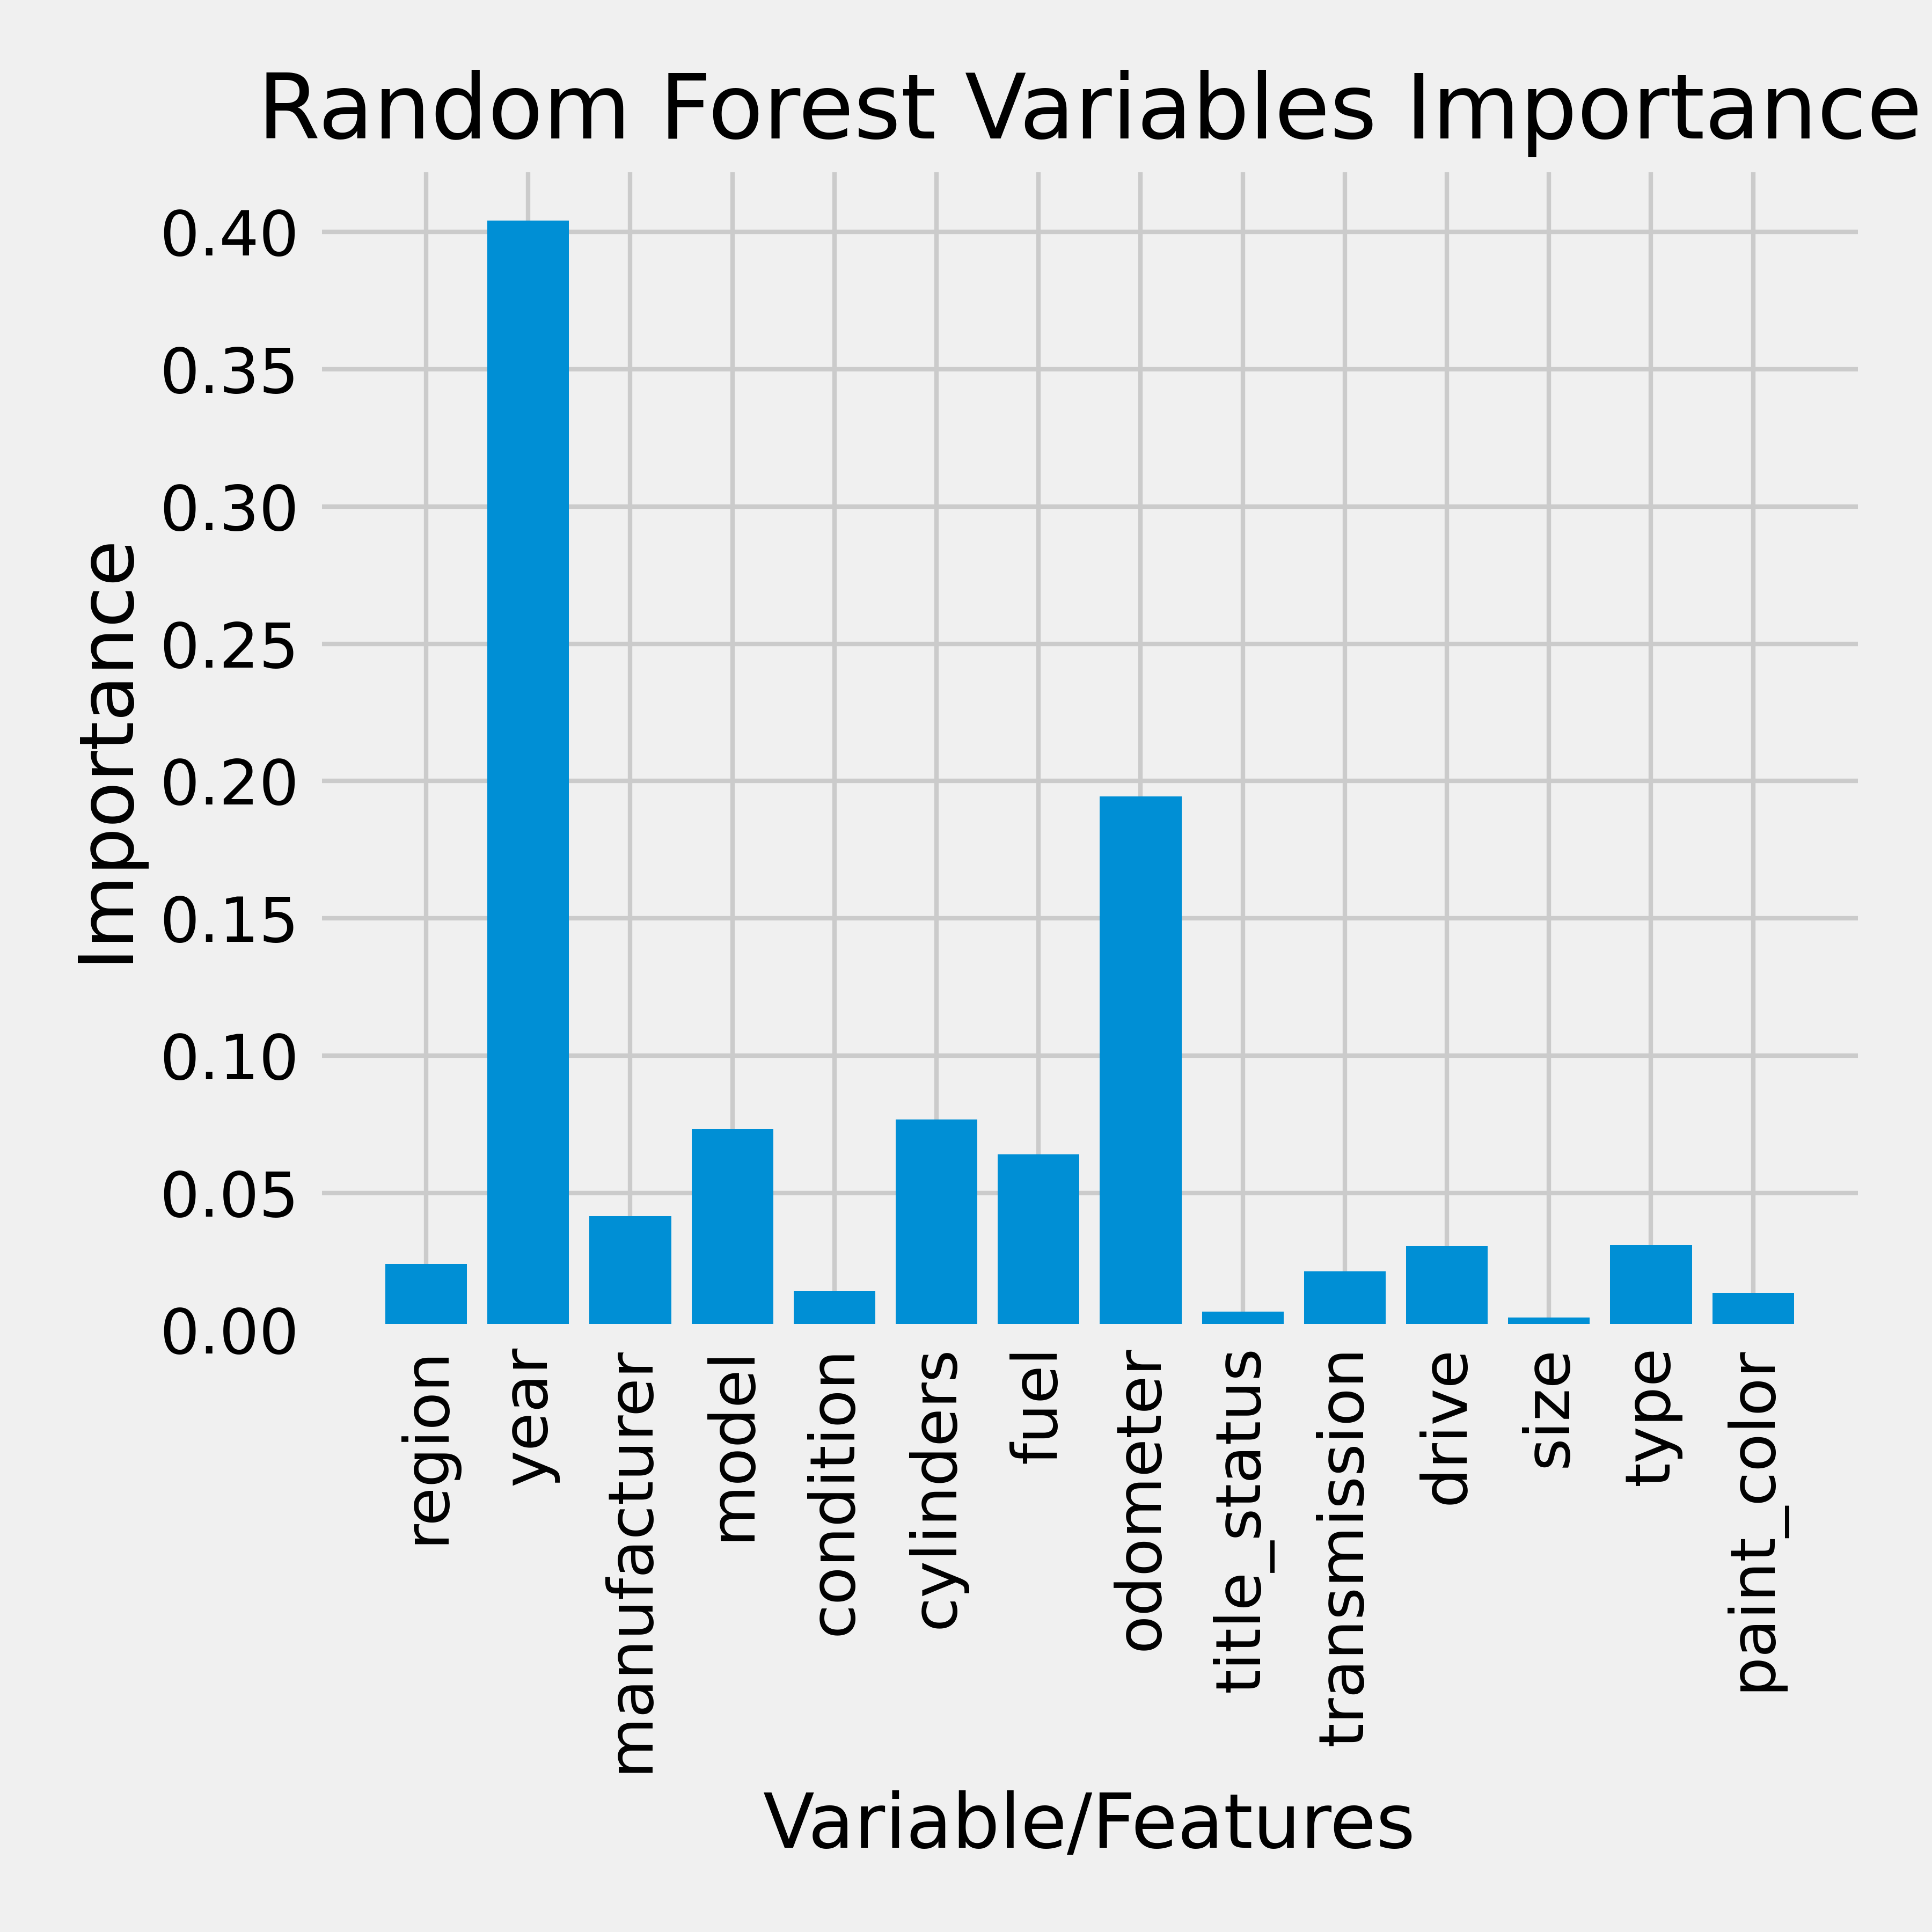 Random Forest Variables Importance
Importance
0.40
0.35
0.30
0.25
0.20
0.15
0.10
0.05
0.00
region
year
manufacturer
model
condition
cylinders
fuel
odometer
title_status
transmission
drive
size
type
paint_color
Variable/Features